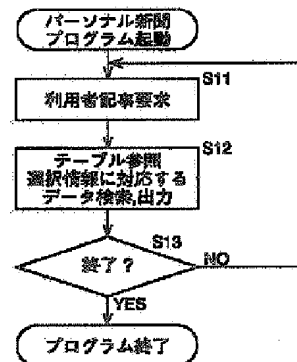 パーソナル新聞
プログラム起動
S11
利用者記事要求
S12
テーブル参照
選択情報に対応する
データ検索,出力
S13
終了?
NO
YES
プログラム終了